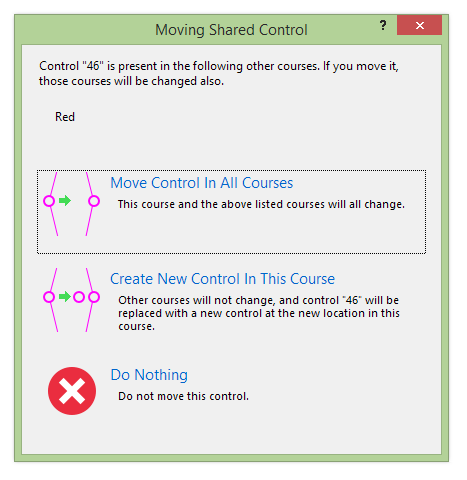 Moving Shared Control
?
Control "46" is present in the following other courses. If you move it,
those courses will be changed also.
Red
Move Control In All Courses
This course and the above listed courses will all change.
Create New Control In This Course
Other courses will not change, and control "46" will be
replaced with a new control at the new location in this
course.
Do Nothing
Do not move this control.